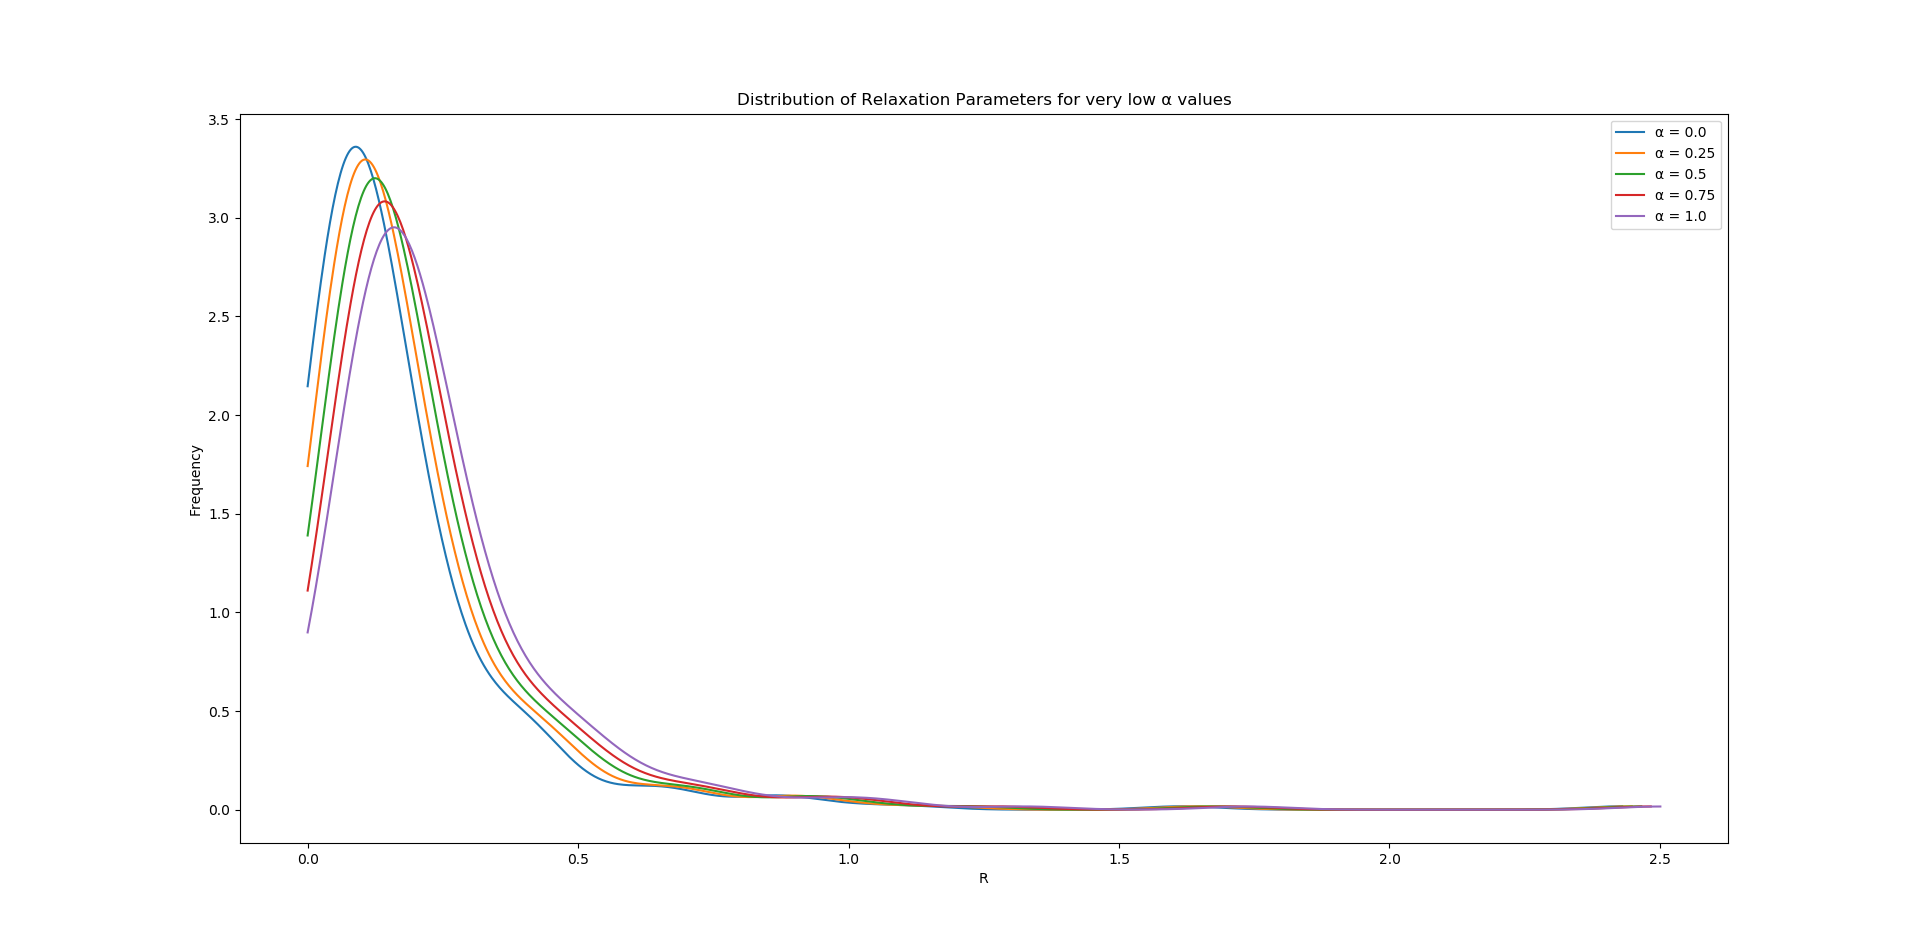 Distribution of Relaxation Parameters for very low α values
3.5
3.0
2.5
2.0
1.5
1.0
0.5
0.0
Frequency
α = 0.0
α = 0.25
α = 0.5
α = 0.75
α = 1.0
0.0 0.5 1.0 1.5 2.0 2.5
R